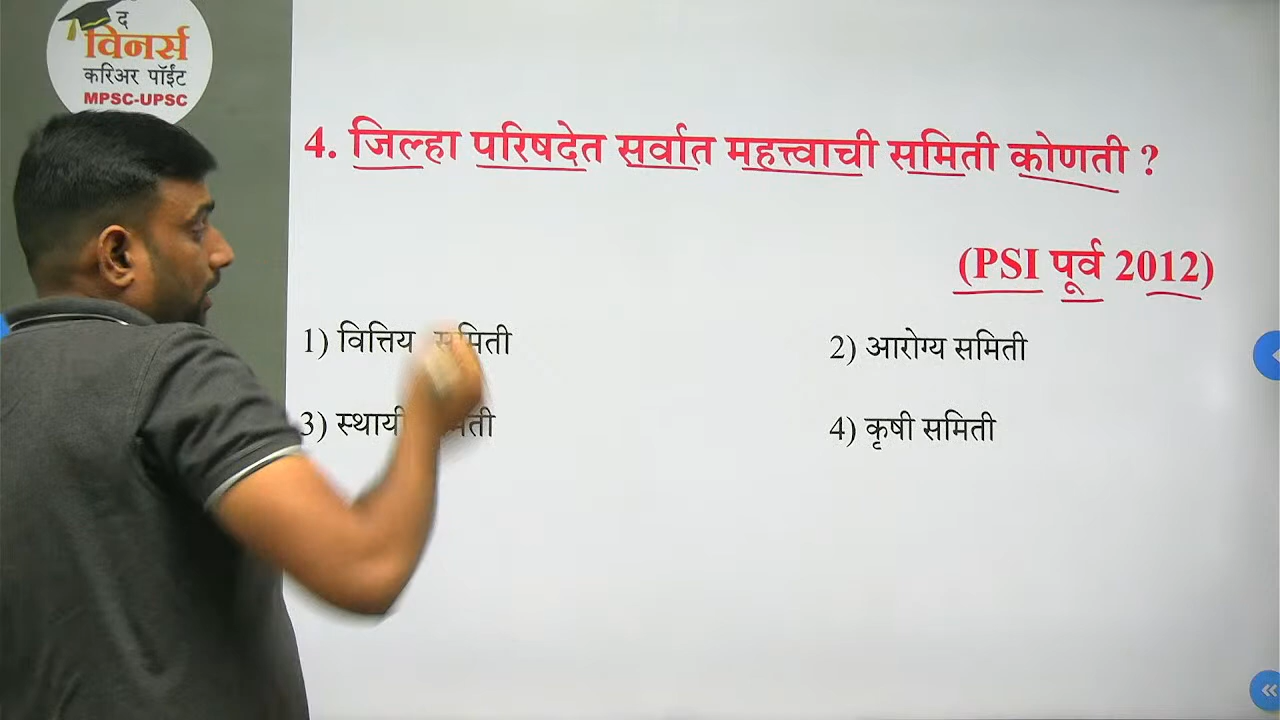 द
विनर्स
करिअर पॉईंट
MPSC-UPSC
4. जिल्हा परिषदेत सर्वात महत्त्वाची समिती कोणती ?
(PSI पूर्व 2012)
1) वित्तिय समिती
2) आरोग्य समिती
3) स्थायी
4) कृषी समिती